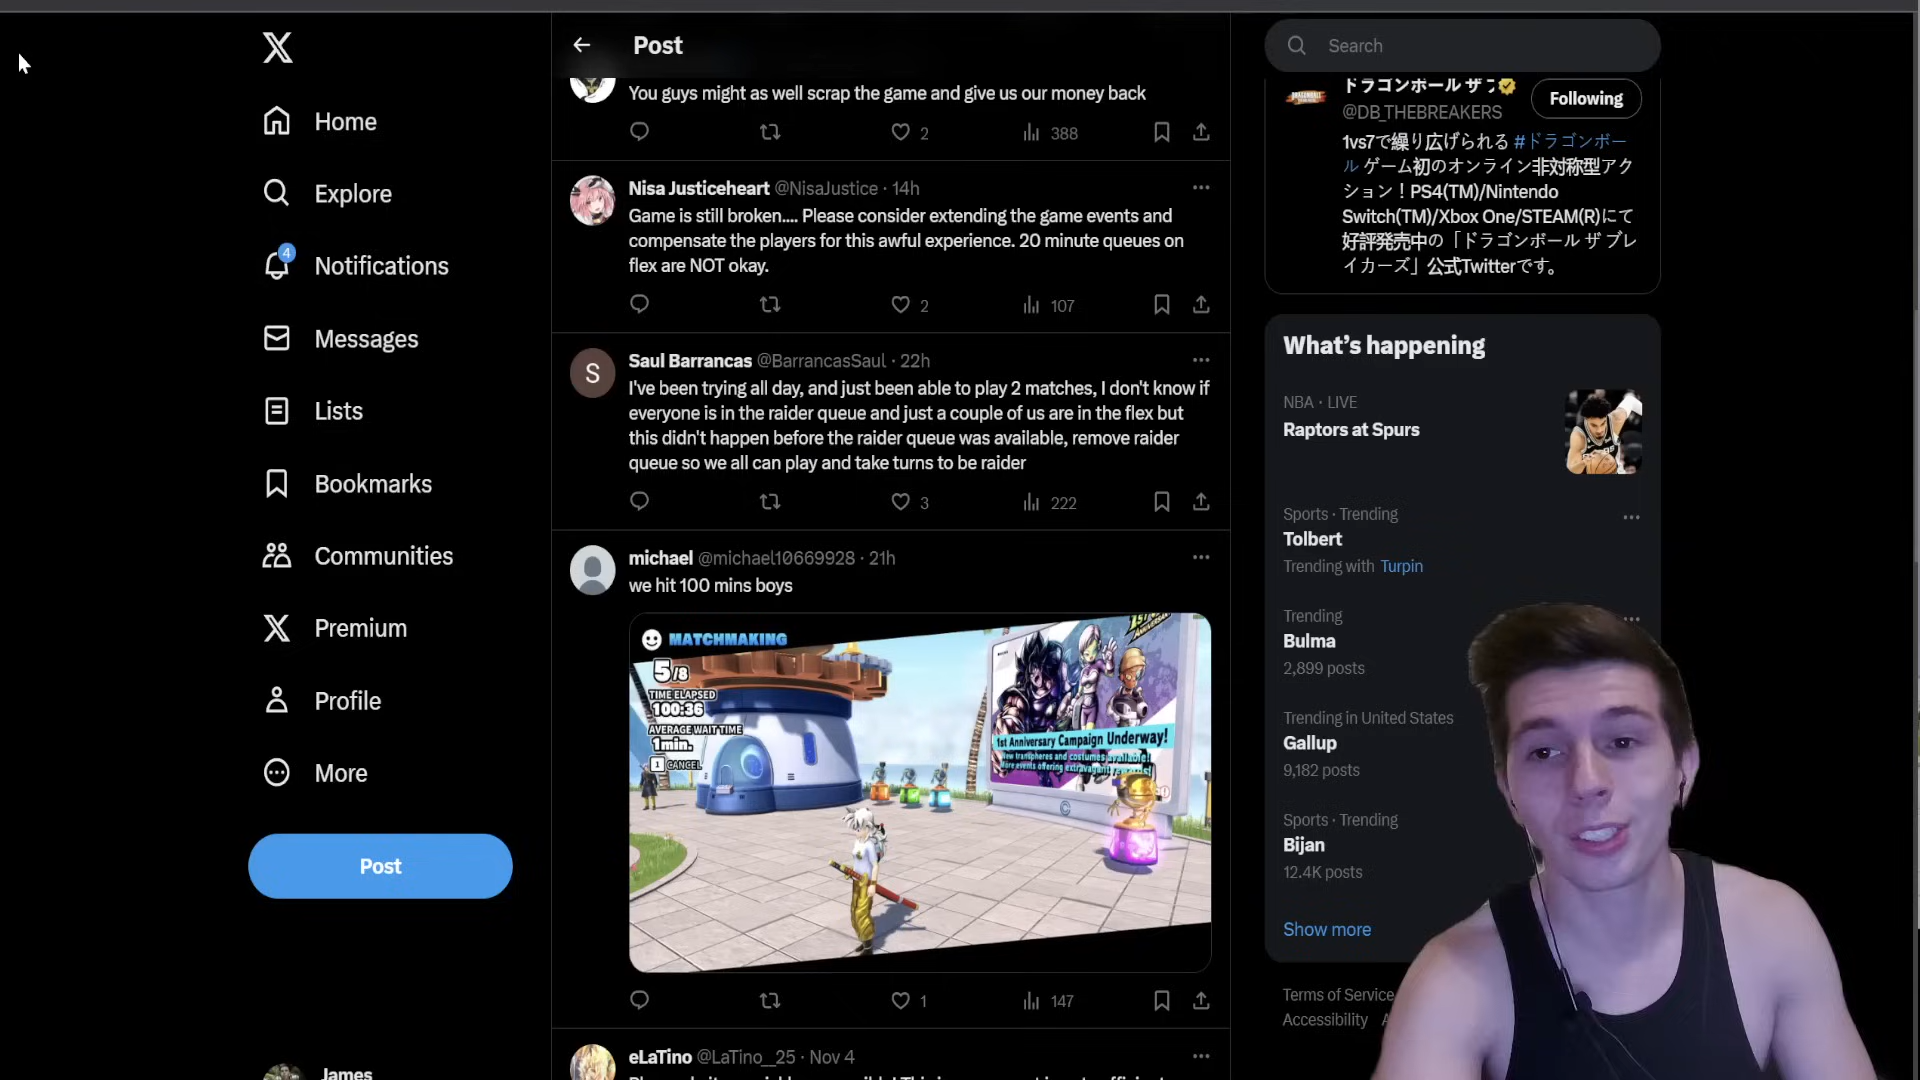 Home
Explore
4
Notifications
Messages
Lists
Bookmarks
Communities
Premium
Profile
More
Post
James
Post
You guys might as well scrap the game and give us our money back
2
388
Nisa Justiceheart @NisaJustice · 14h
Game is still broken.... Please consider extending the game events and
compensate the players for this awful experience. 20 minute queues on
flex are NOT okay.
2
107
S
Saul Barrancas @BarrancasSaul · 22h
I've been trying all day, and just been able to play 2 matches, I don't know if
everyone is in the raider queue and just a couple of us are in the flex but
this didn't happen before the raider queue was available, remove raider
queue so we all can play and take turns to be raider
3
222
michael @michael10669928 · 21h
we hit 100 mins boys
MATCHMAKING
5/8
TIME ELAPSED
100:36
AVERAGE WAIT TIME
1min.
1 CANCEL
1st Anniversary Campaign Underway!
New transpheres and costumes available!
More events offering extravagant rewards!
1
147
eLaTino @LaTino__25 · Nov 4
Search
ドラゴンボール ザ ブ
Following
@DB_THEBREAKERS
1vs7で繰り広げられる #ドラゴンボー
ル ゲーム初のオンライン非対称型アク
ション！PS4(TM)/Nintendo
Switch(TM)/Xbox One/STEAM(R)にて
好評発売中の「ドラゴンボール ザ ブレ
イカーズ」公式Twitterです。
What's happening
NBA · LIVE
Raptors at Spurs
Sports · Trending
Tolbert
Trending with Turpin
Trending
Bulma
2,899 posts
Trending in United States
Gallup
9,182 posts
Sports · Trending
Bijan
12.4K posts
Show more
Terms of Service
Accessibility